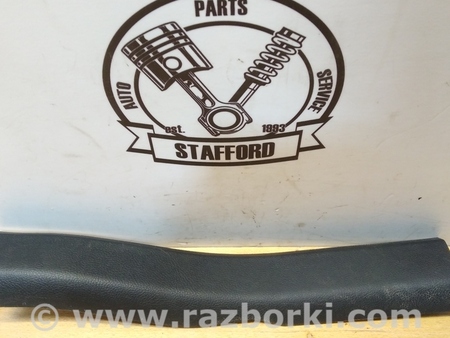 PARTS
AUTO
SERVICE
est.
1993
STAFFORD
www.razborki.com